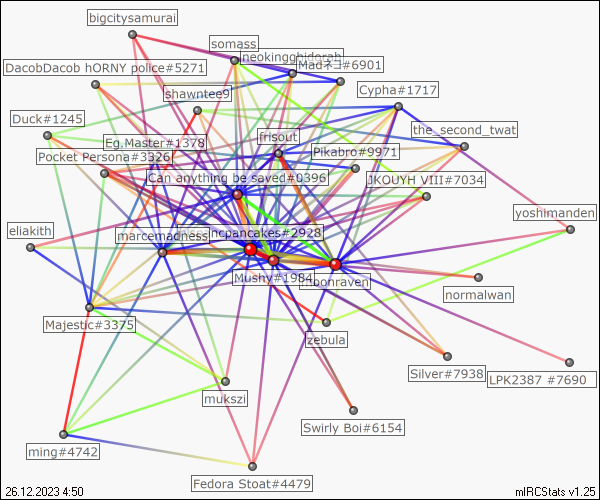 bigcitysamurai
somass
neokingghidorah
Madネコ#6901
DacobDacob hORNY police#5271
Cypha#1717
shawntee9
Duck#1245
the_second_twat
frisout
Eg.Master#1378
Pikabro#9971
Pocket Persona#3326
Can anything be saved#0396
JKOUYH VIII#7034
yoshimanden
eliakith
marcemadness
ncpancakes#2928
Mushy#1984
normalwan
Majestic#3375
zebula
Silver#7938
LPK2387 #7690
mukszi
Swirly Boi#6154
ming#4742
Fedora Stoat#4479
26.12.2023 4:50
mIRCStats v1.25